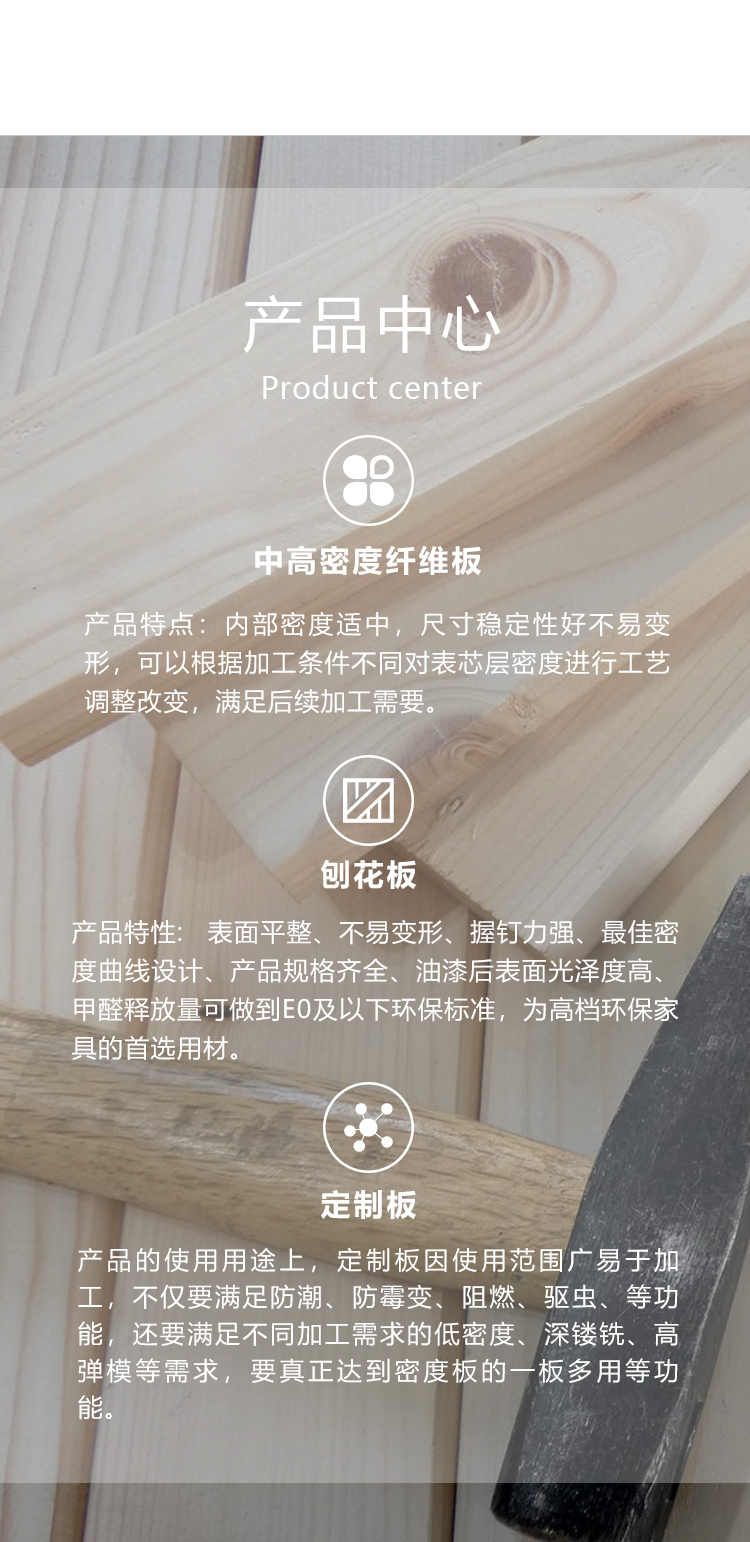 产品中心
Product center
中高密度纤维板
产品特点：内部密度适中，尺寸稳定性好不易变
形，可以根据加工条件不同对表芯层密度进行工艺
调整改变，满足后续加工需要。
刨花板
产品特性： 表面平整、不易变形、握钉力强、最佳密
度曲线设计、产品规格齐全、油漆后表面光泽度高、
甲醛释放量可做到E0及以下环保标准，为高档环保家
具的首选用材。
定制板
产品的使用用途上，定制板因使用范围广易于加
工，不仅要满足防潮、防霉变、阻燃、驱虫、等功
能，还要满足不同加工需求的低密度、深镂铣、高
弹模等需求，要真正达到密度板的一板多用等功
能。